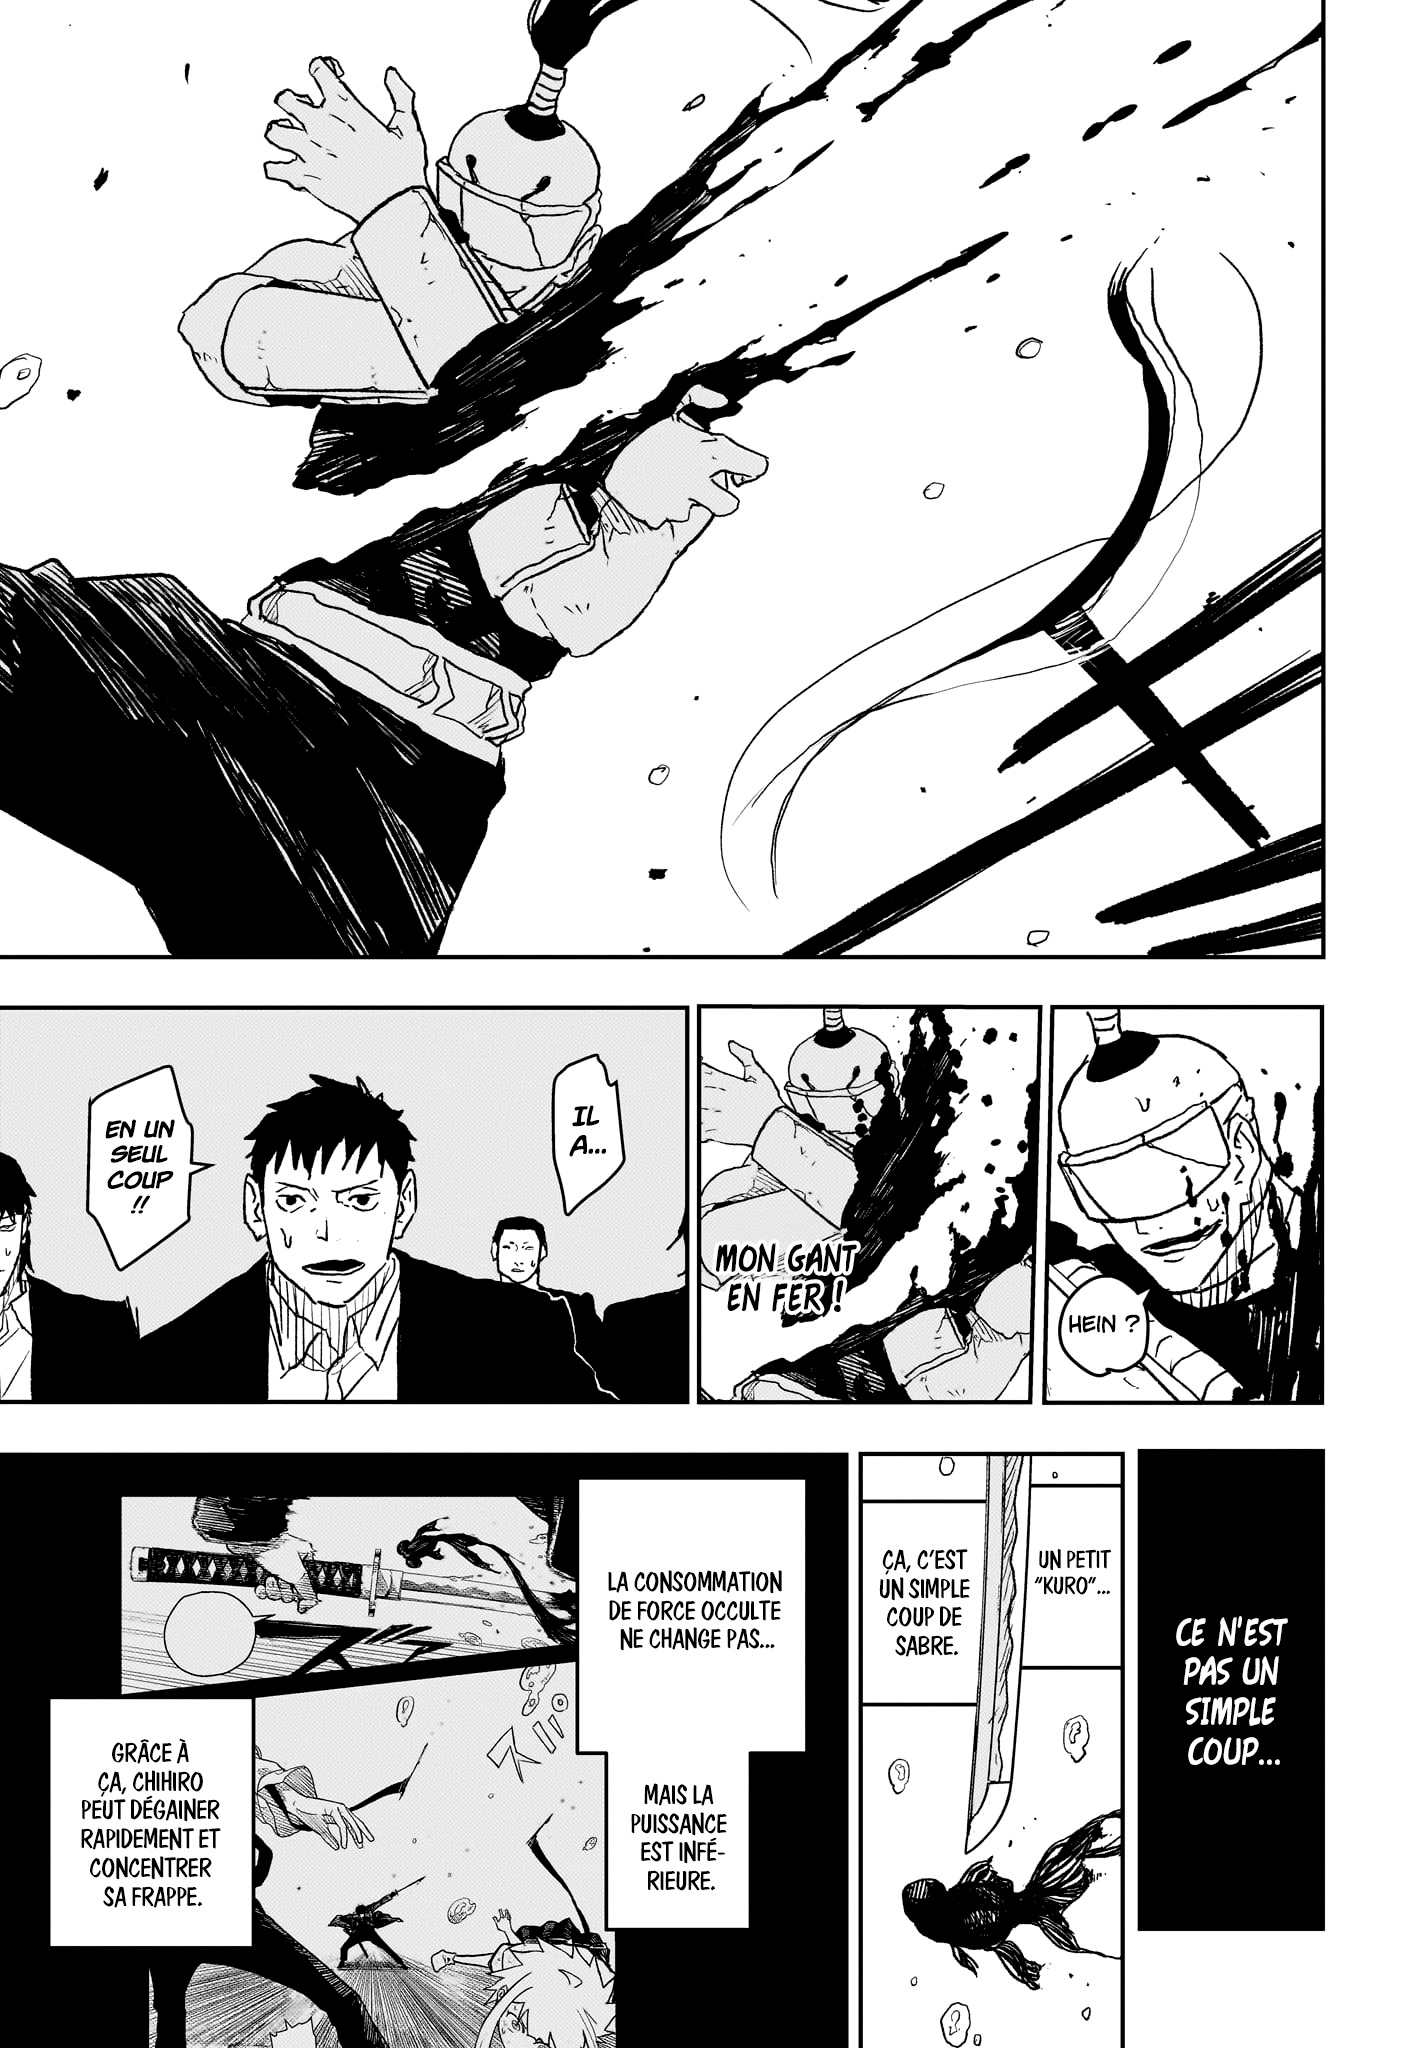 HEIN ?
MON GANT
EN FER !
IL
A...
EN UN
SEUL
COUP
!!
CE N'EST
PAS UN
SIMPLE
COUP...
UN PETIT
"KURO"...
ÇA, C'EST
UN SIMPLE
COUP DE
SABRE.
LA CONSOMMATION
DE FORCE OCCULTE
NE CHANGE PAS...
MAIS LA
PUISSANCE
EST INFÉ-
RIEURE.
GRÂCE À
ÇA, CHIHIRO
PEUT DÉGAINER
RAPIDEMENT ET
CONCENTRER
SA FRAPPE.